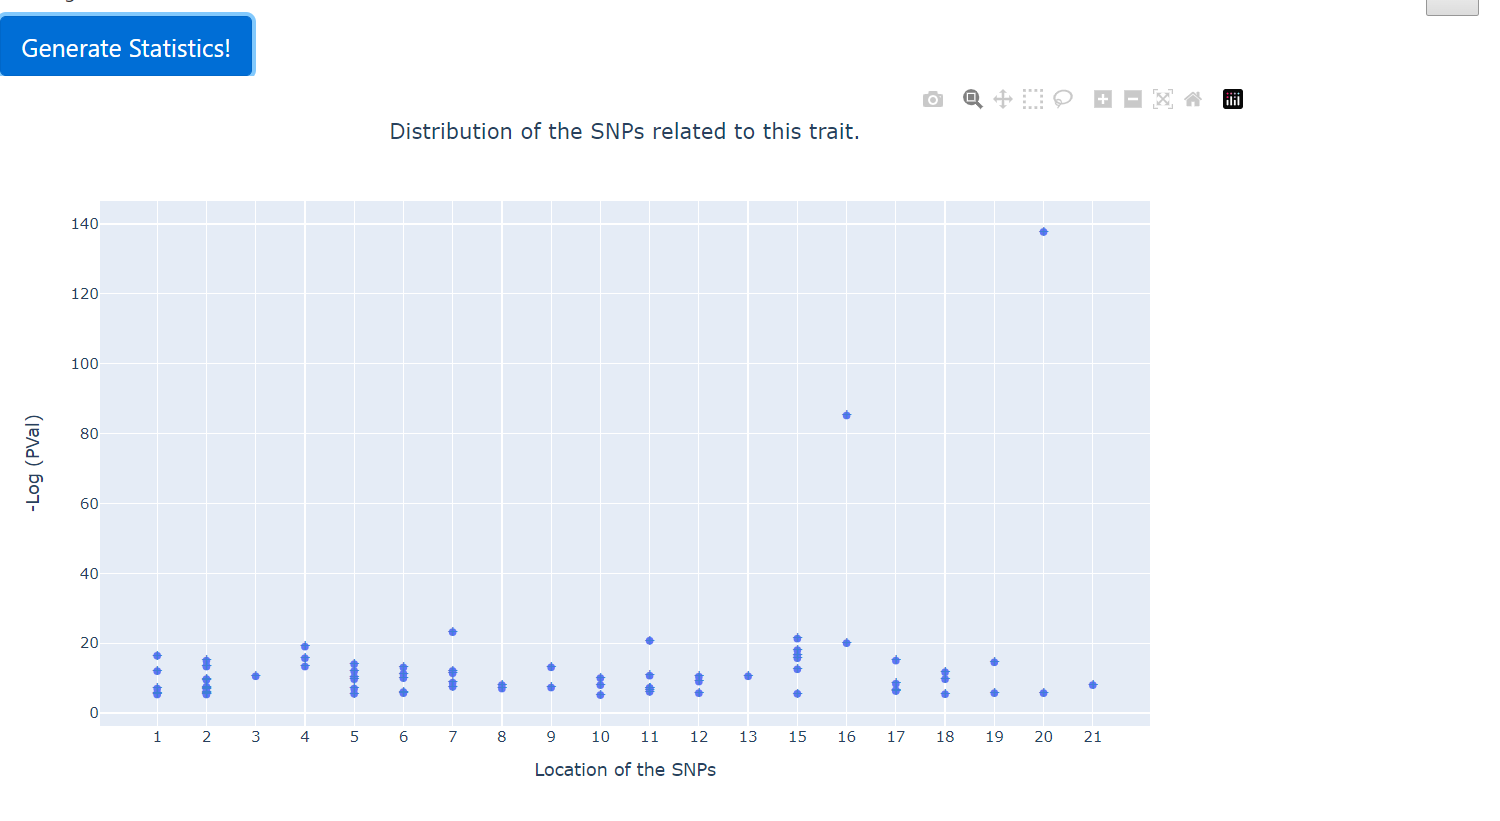 Generate Statistics!
Distribution of the SNPs related to this trait.
140
120
100
80
60
40
20
0
-Log (PVal)
1 2 3 4 5 6 7 8 9 10 11 12 13 15 16 17 18 19 20 21
Location of the SNPs